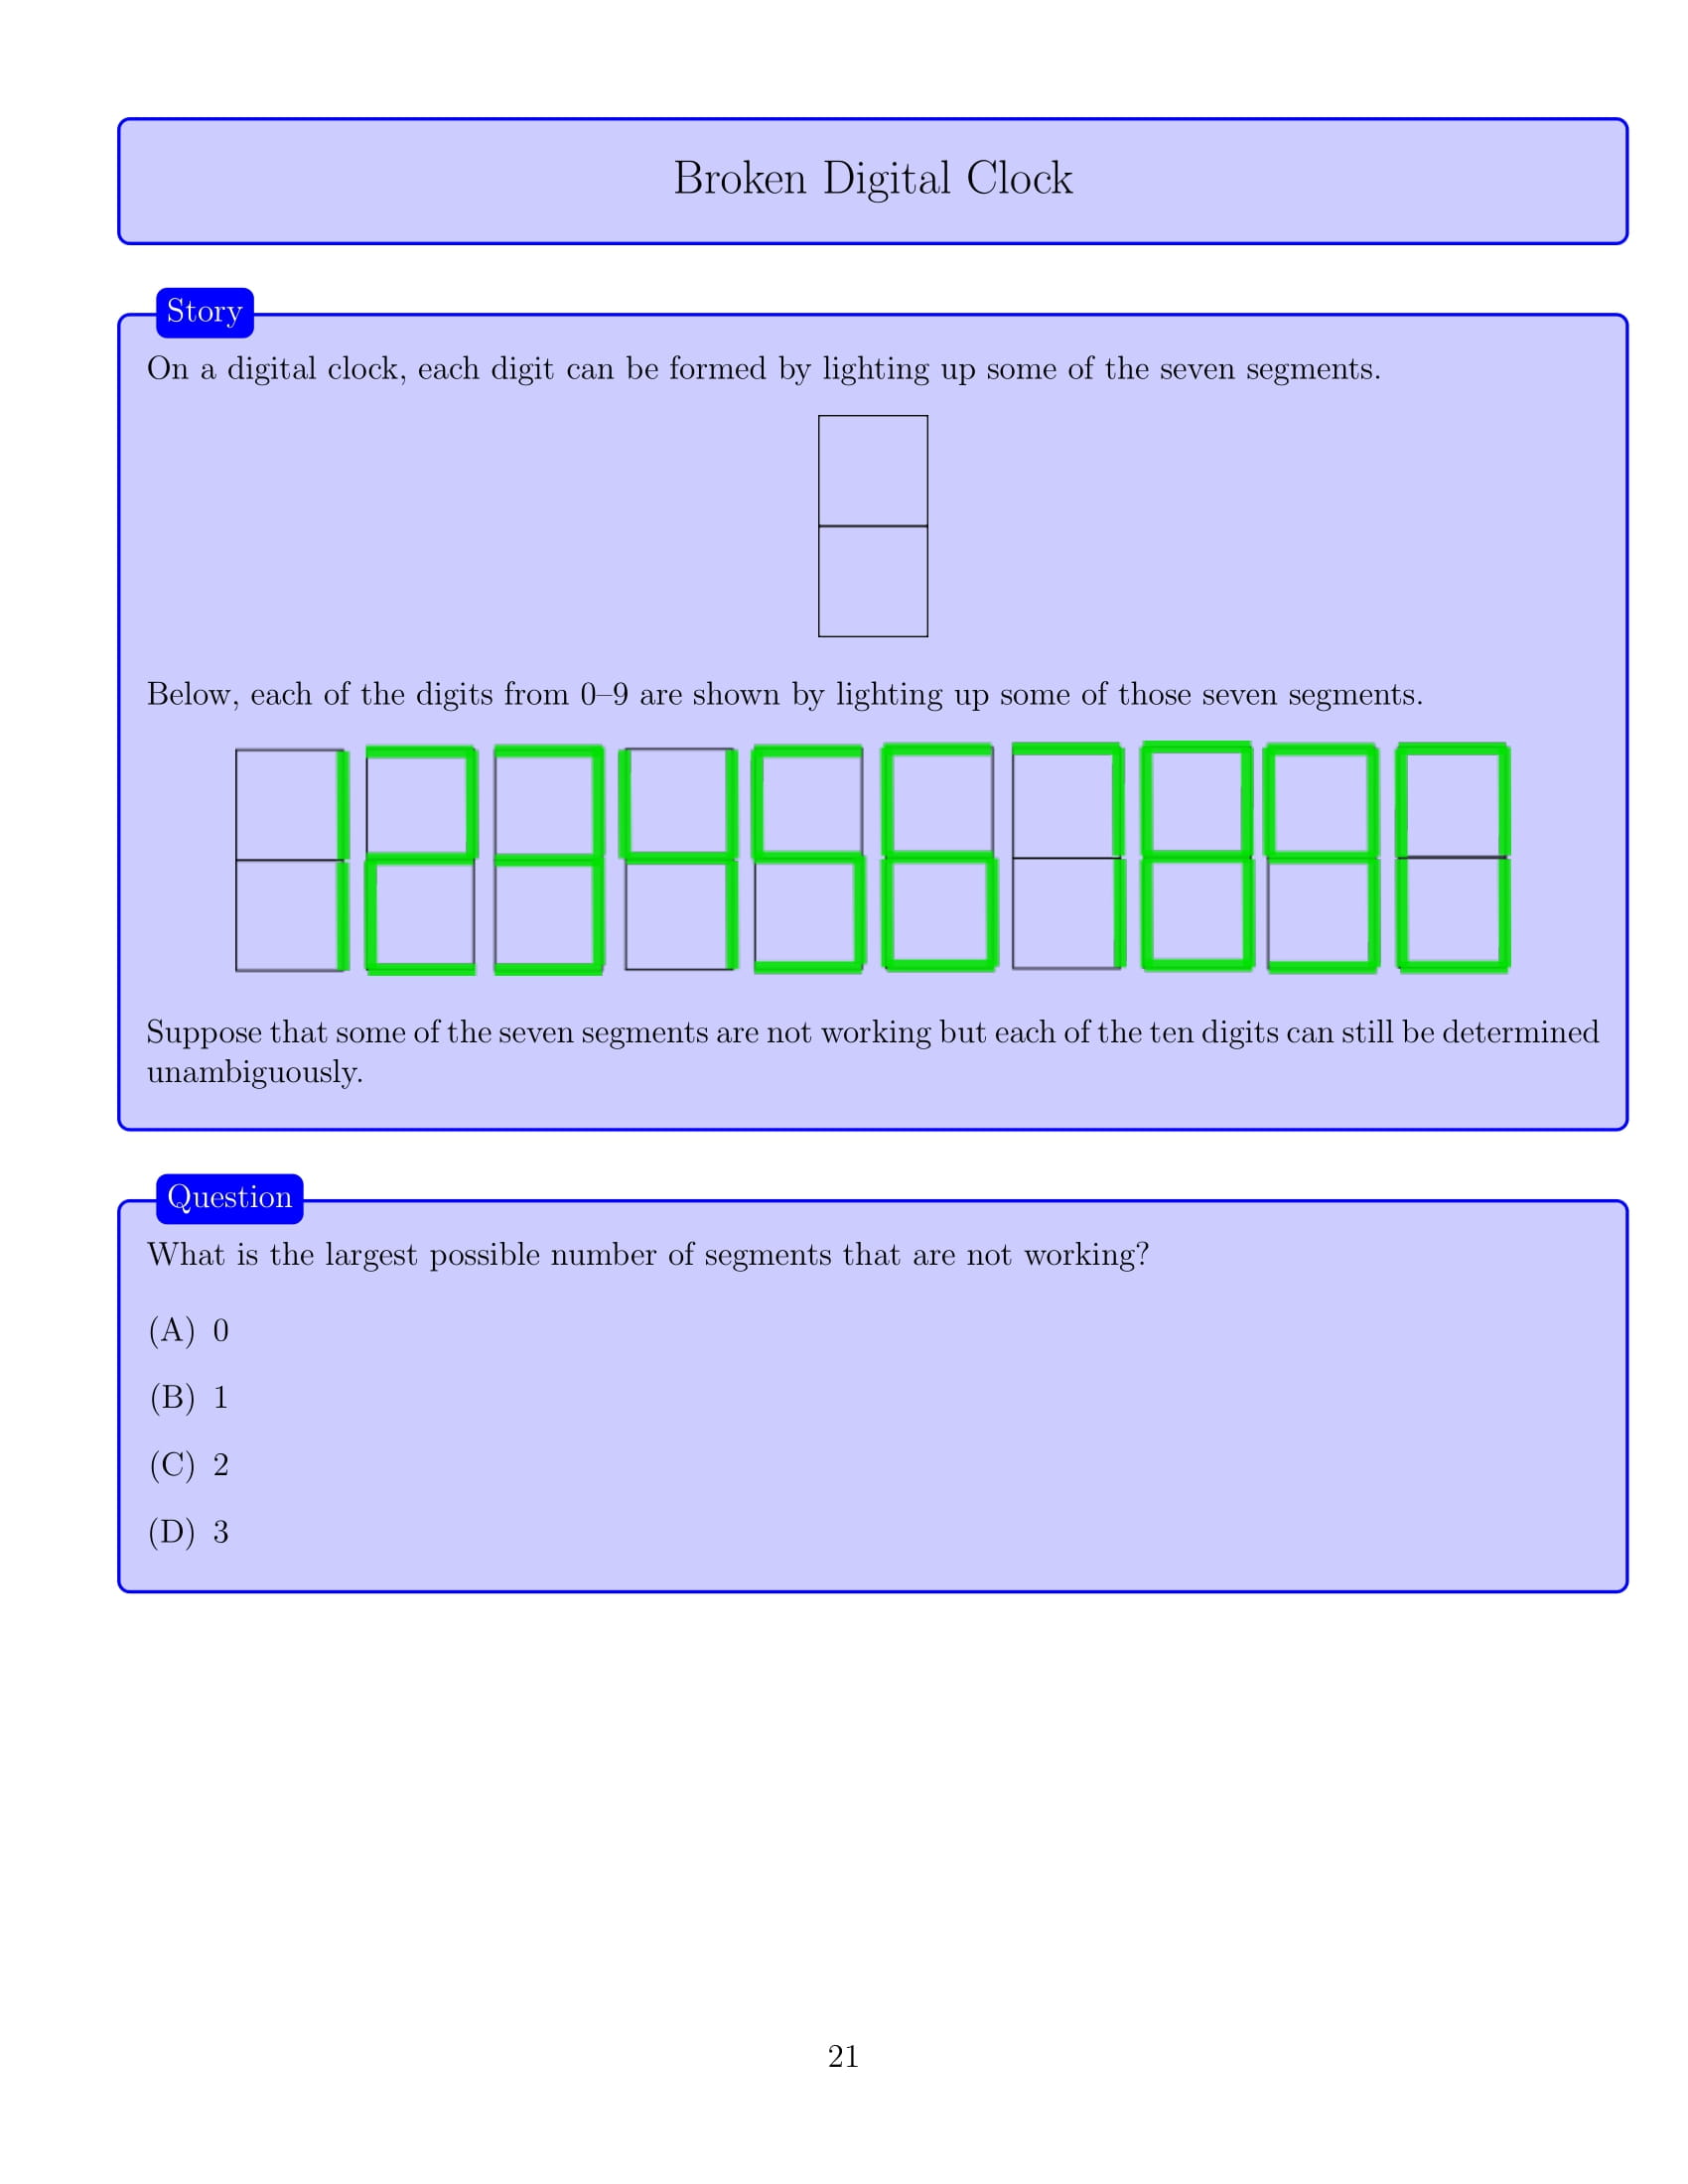 Broken Digital Clock
Story
On a digital clock, each digit can be formed by lighting up some of the seven segments.
Below, each of the digits from 0–9 are shown by lighting up some of those seven segments.
1234567890
Suppose that some of the seven segments are not working but each of the ten digits can still be determined
unambiguously.
Question
What is the largest possible number of segments that are not working?
(A) 0
(B) 1
(C) 2
(D) 3
21